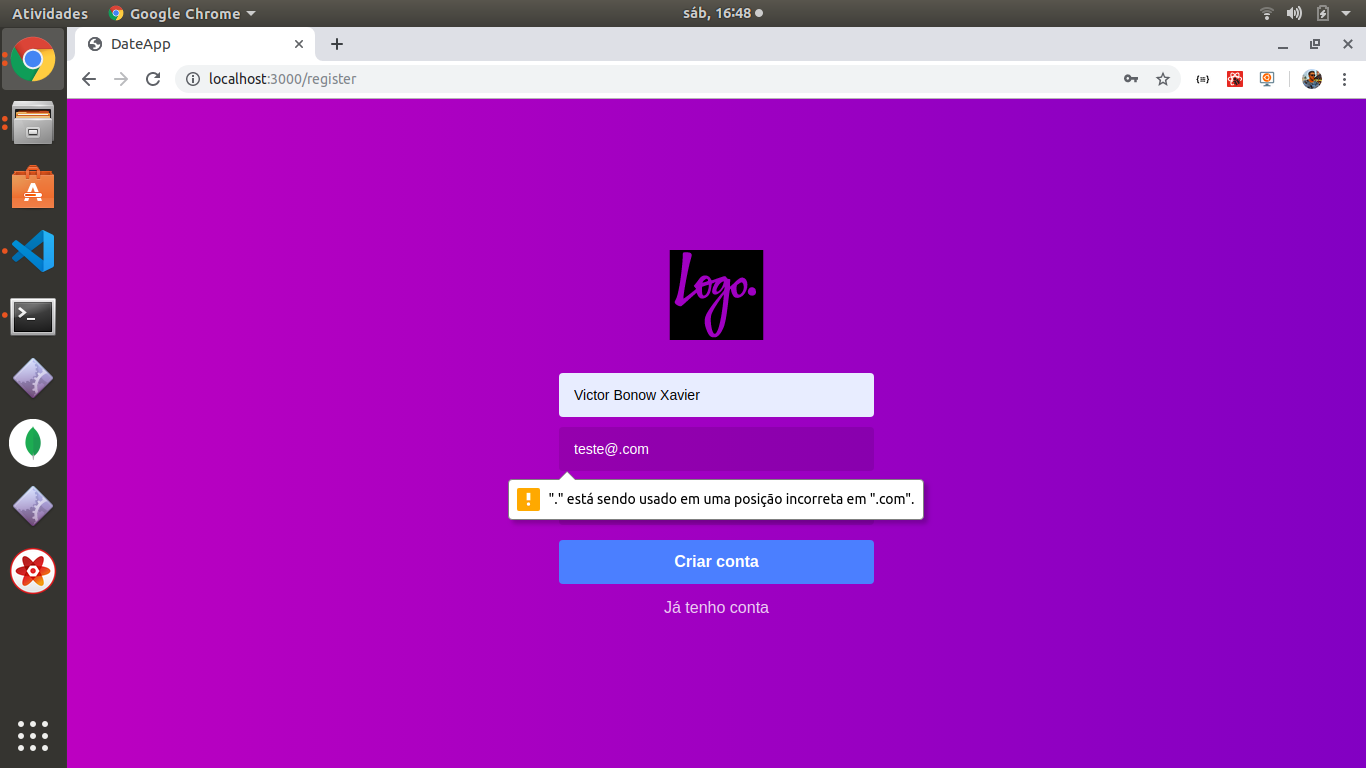 Atividades
Google Chrome
sáb, 16:48
DateApp
localhost:3000/register
Logo.
Victor Bonow Xavier
teste@.com
"." está sendo usado em uma posição incorreta em ".com".
Criar conta
Já tenho conta